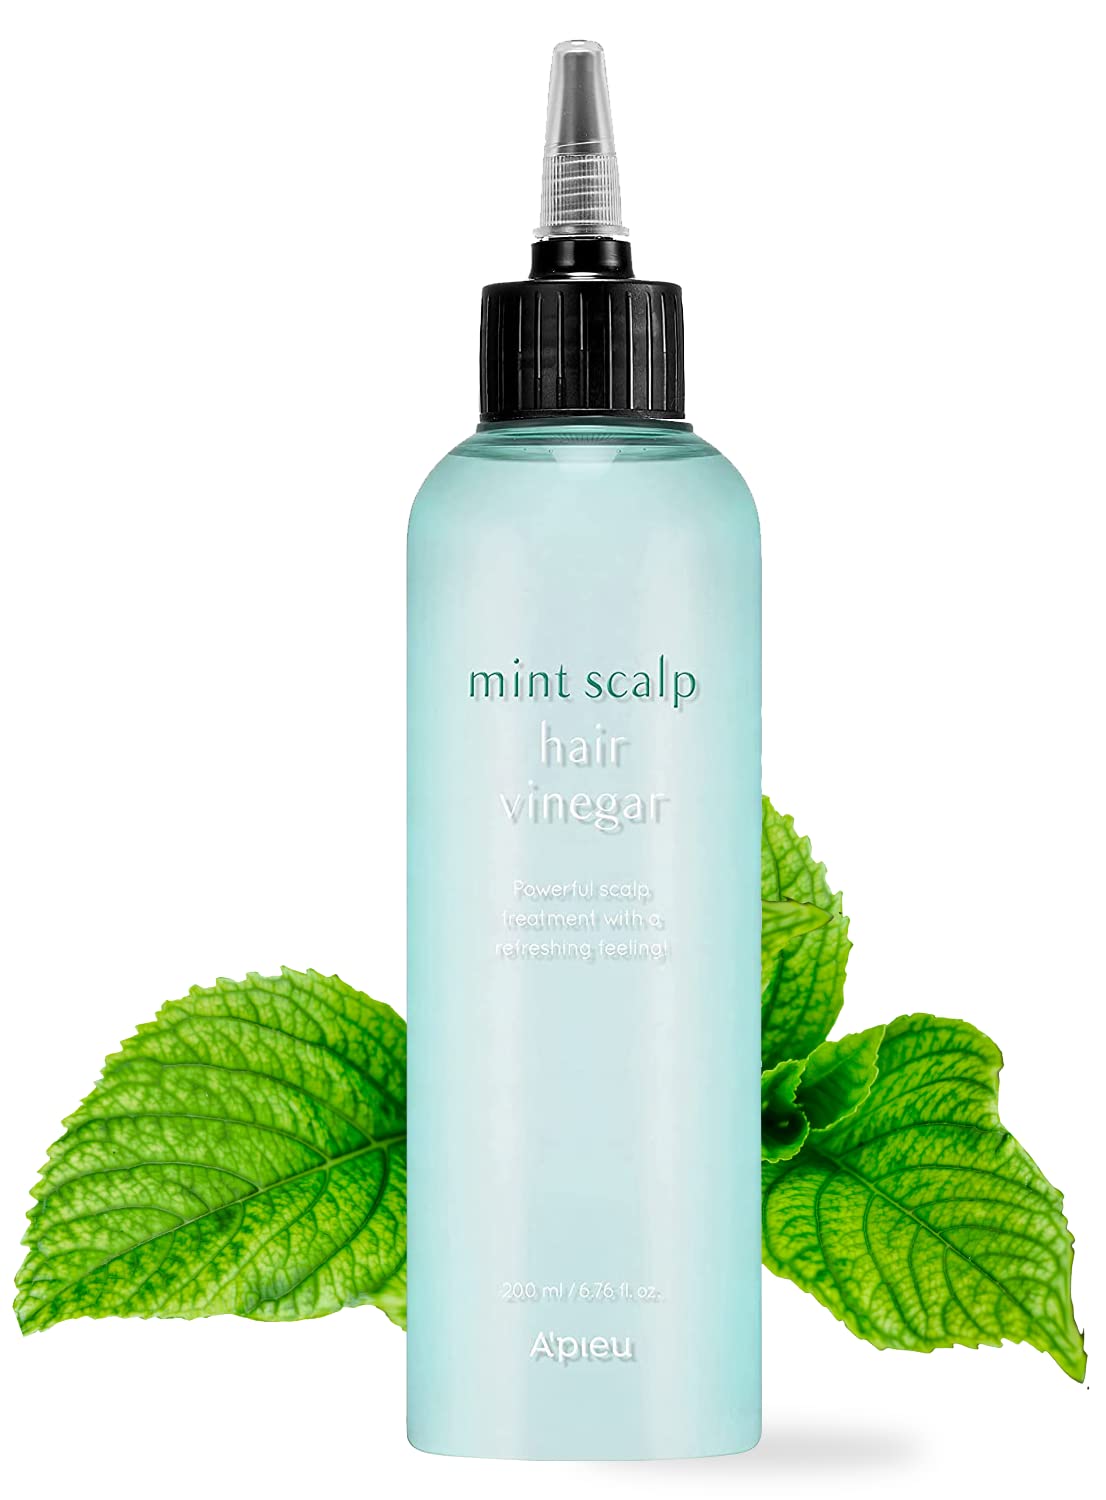 mint scalp
hair
vinegar
Powerful scalp
treatment with a
refreshing feeling!
200 ml / 6.76 fl. oz.
A'pieu